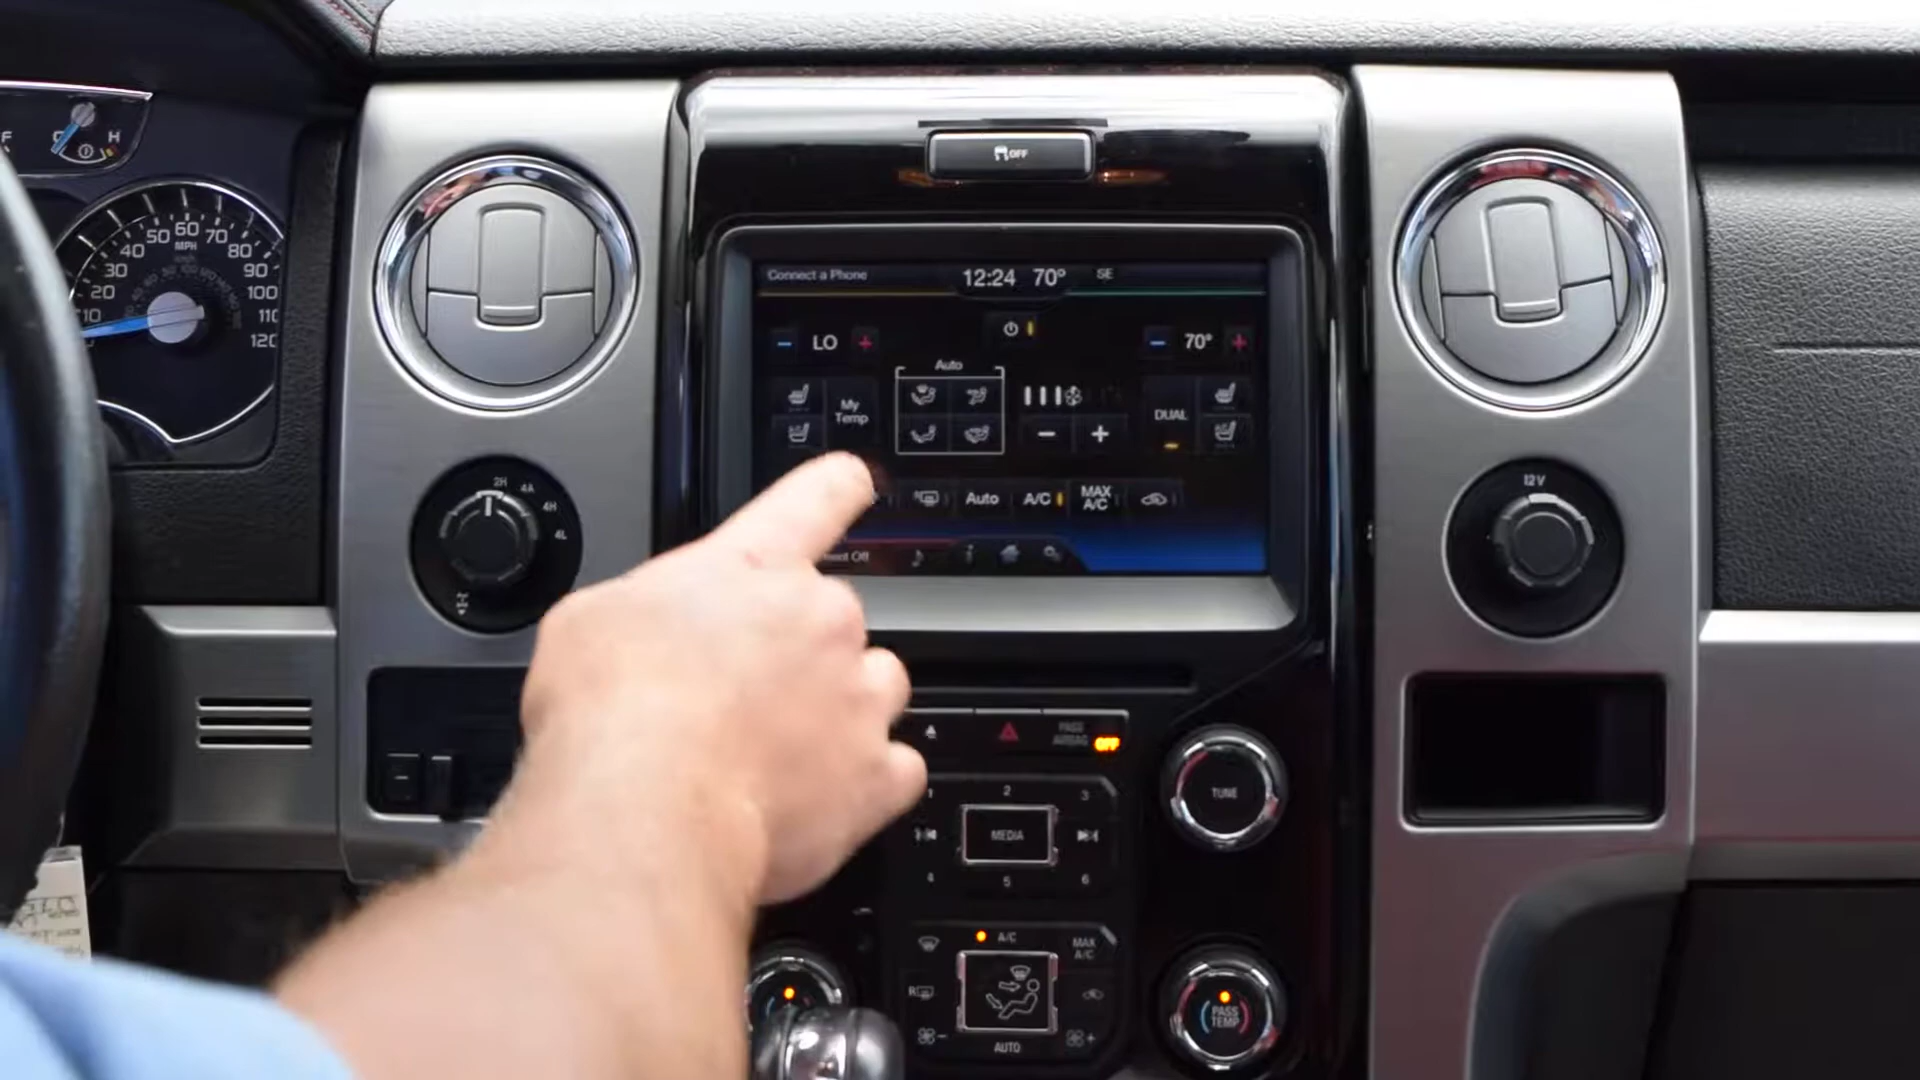 H
60
50 70
MPH
40 80
30 90
20 100
10 110
120
OFF
Connect a Phone 12:24 70° SE
LO
70°
Auto
My
Temp
DUAL
Auto A/C MAX
A/C
Off
2H 4A
4H
4L
12V
PASS
AIRBAG OFF
1 2 3
MEDIA
4 5 6
TUNE
A/C MAX
A/C
R
AUTO
PASS
TEMP